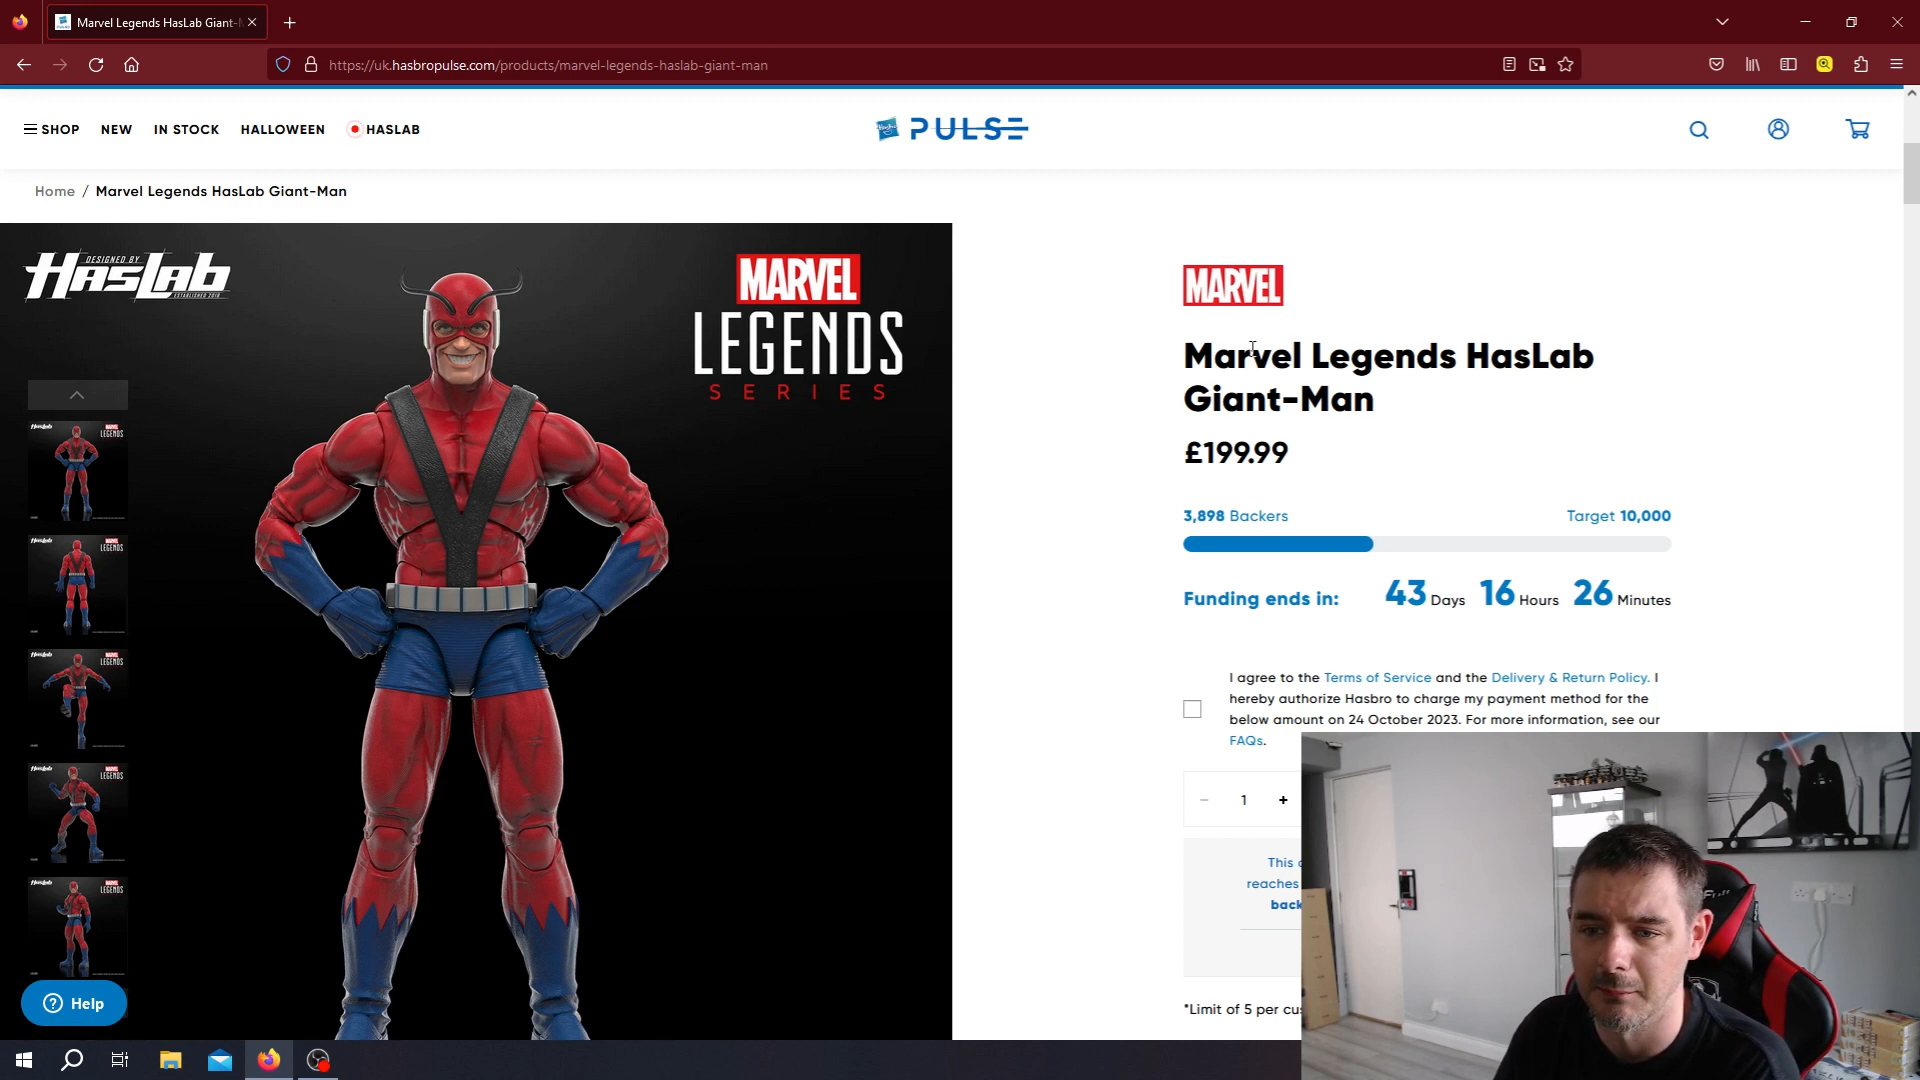 Marvel Legends HasLab Giant-
https://uk.hasbropulse.com/products/marvel-legends-haslab-giant-man
SHOP NEW IN STOCK HALLOWEEN HASLAB
PULSE
Home / Marvel Legends HasLab Giant-Man
DESIGNED BY
HASLAB
MARVEL
LEGENDS
SERIES
MARVEL
Marvel Legends HasLab
Giant-Man
£199.99
3,898 Backers Target 10,000
Funding ends in: 43 Days 16 Hours 26 Minutes
I agree to the Terms of Service and the Delivery & Return Policy. I
hereby authorize Hasbro to charge my payment method for the
below amount on 24 October 2023. For more information, see our
FAQs.
− 1 +
This
reaches
back
*Limit of 5 per
Help